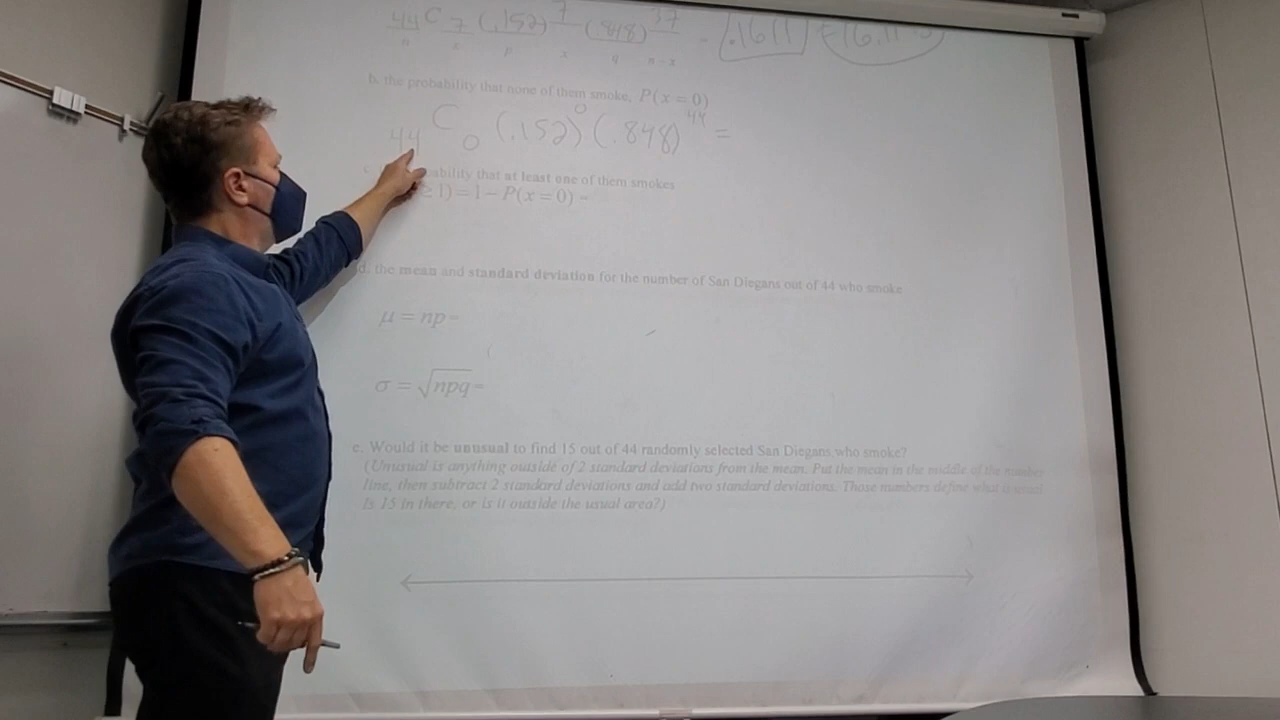 44 C 7 (.152)^7 (.848)^37 = .1611
n x p x q n-x
b. the probability that none of them smoke, P(x = 0)
44 C 0 (.152)^0 (.848)^44 =
ability that at least one of them smokes
≥ 1) = 1 − P(x = 0) =
d. the mean and standard deviation for the number of San Diegans out of 44 who smoke
μ = np =
σ = √npq =
e. Would it be unusual to find 15 out of 44 randomly selected San Diegans who smoke?
(Unusual is anything outside of 2 standard deviations from the mean. Put the mean in the middle of the number
line, then subtract 2 standard deviations and add two standard deviations. Those numbers define what is usual
Is 15 in there, or is it outside the usual area?)